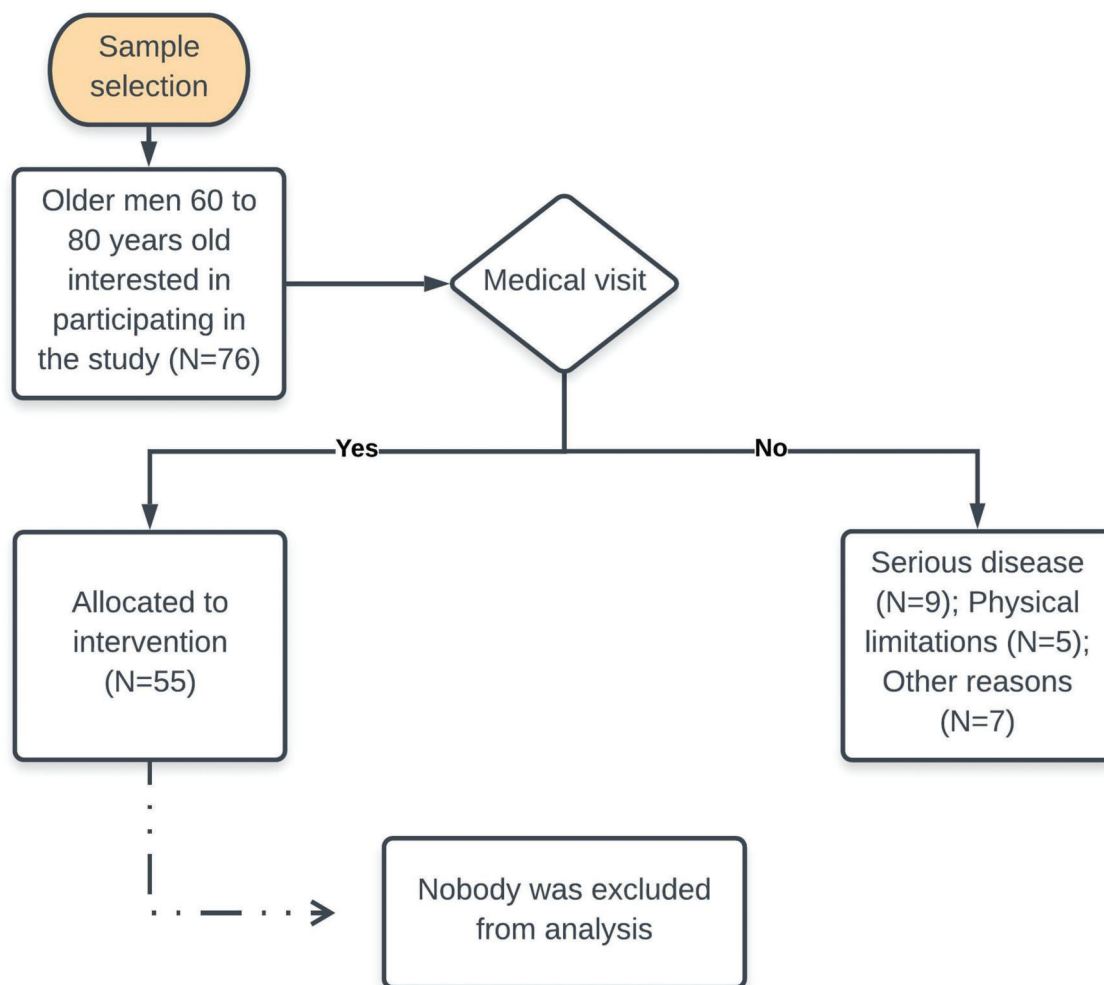 Sample
selection
Older men 60 to
80 years old
interested in
participating in
the study (N=76)
Medical visit
Yes
No
Allocated to
intervention
(N=55)
Serious disease
(N=9); Physical
limitations (N=5);
Other reasons
(N=7)
Nobody was excluded
from analysis